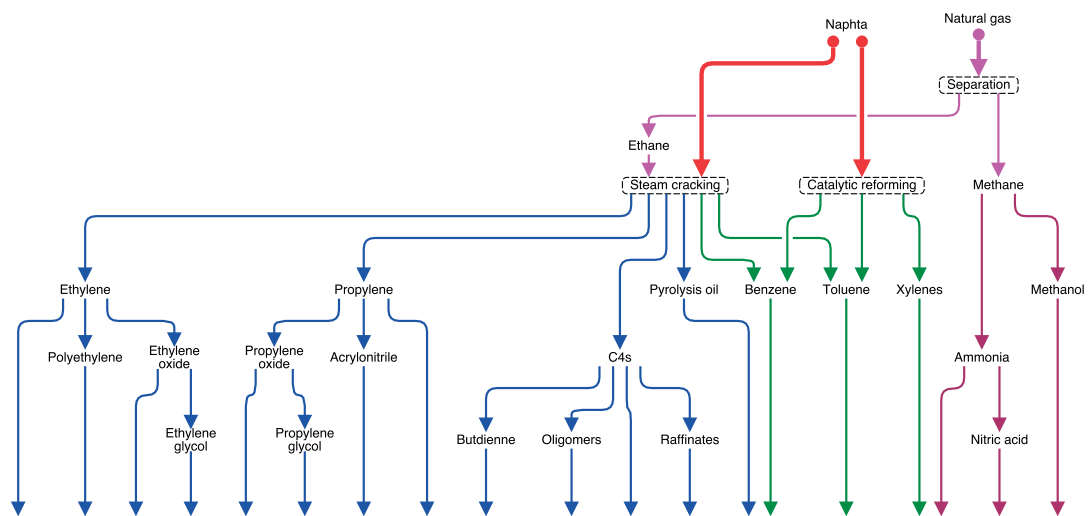 Naphta
Natural gas
Separation
Ethane
Steam cracking
Catalytic reforming
Methane
Ethylene
Propylene
Pyrolysis oil
Benzene
Toluene
Xylenes
Methanol
Polyethylene
Ethylene
oxide
Propylene
oxide
Acrylonitrile
C4s
Ammonia
Ethylene
glycol
Propylene
glycol
Butdienne
Oligomers
Raffinates
Nitric acid